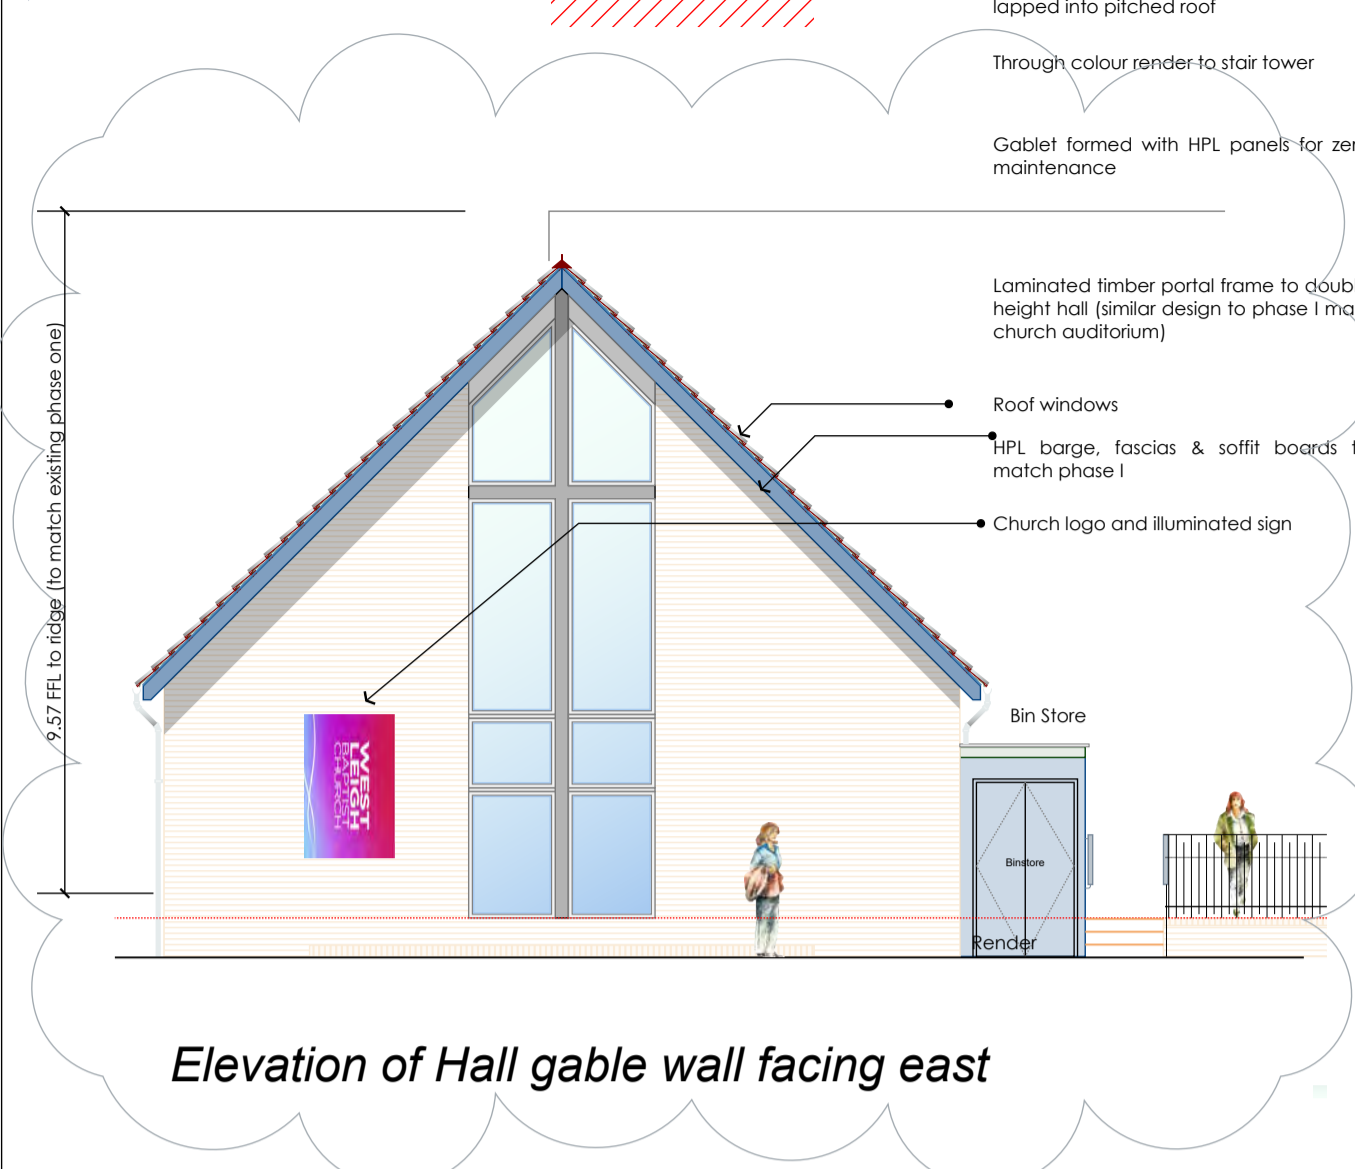 lapped into pitched roof
Through colour render to stair tower
Gablet formed with HPL panels for
maintenance
Laminated timber portal frame to
height hall (similar design to phase I
church auditorium)
Roof windows
HPL barge, fascias & soffit boards
match phase I
Church logo and illuminated sign
9.57 FFL to ridge (to match existing phase one)
WEST
LEIGH
BAPTIST
CHURCH
Bin Store
Binstore
Render
Elevation of Hall gable wall facing east